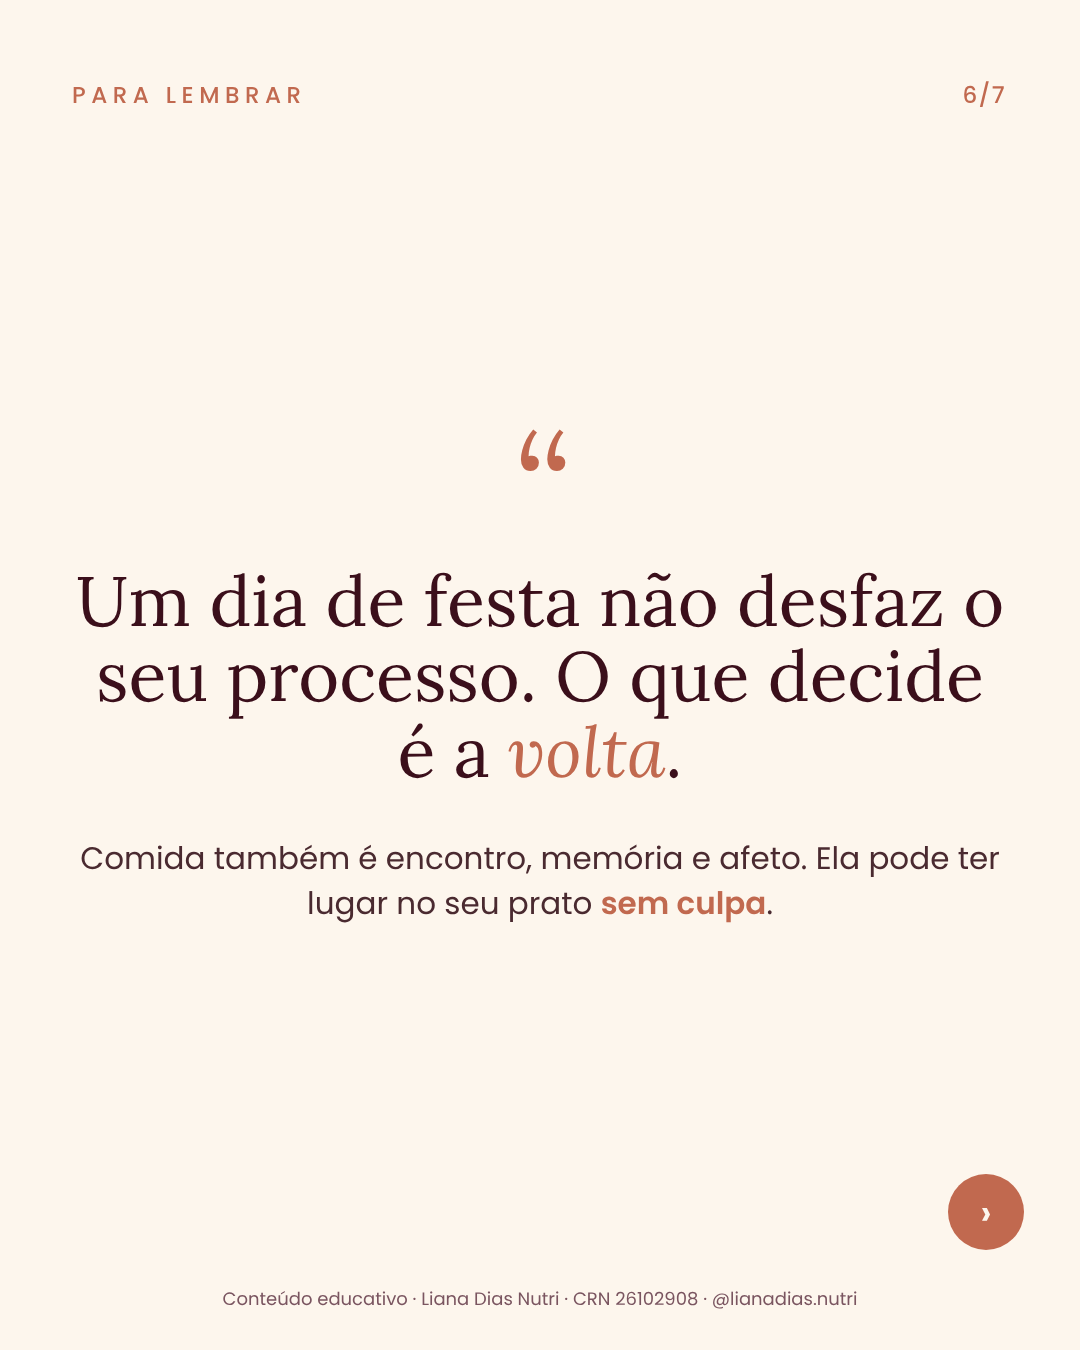 PARA LEMBRAR
6/7
“
Um dia de festa não desfaz o
seu processo. O que decide
é a volta.
Comida também é encontro, memória e afeto. Ela pode ter
lugar no seu prato sem culpa.
›
Conteúdo educativo · Liana Dias Nutri · CRN 26102908 · @lianadias.nutri